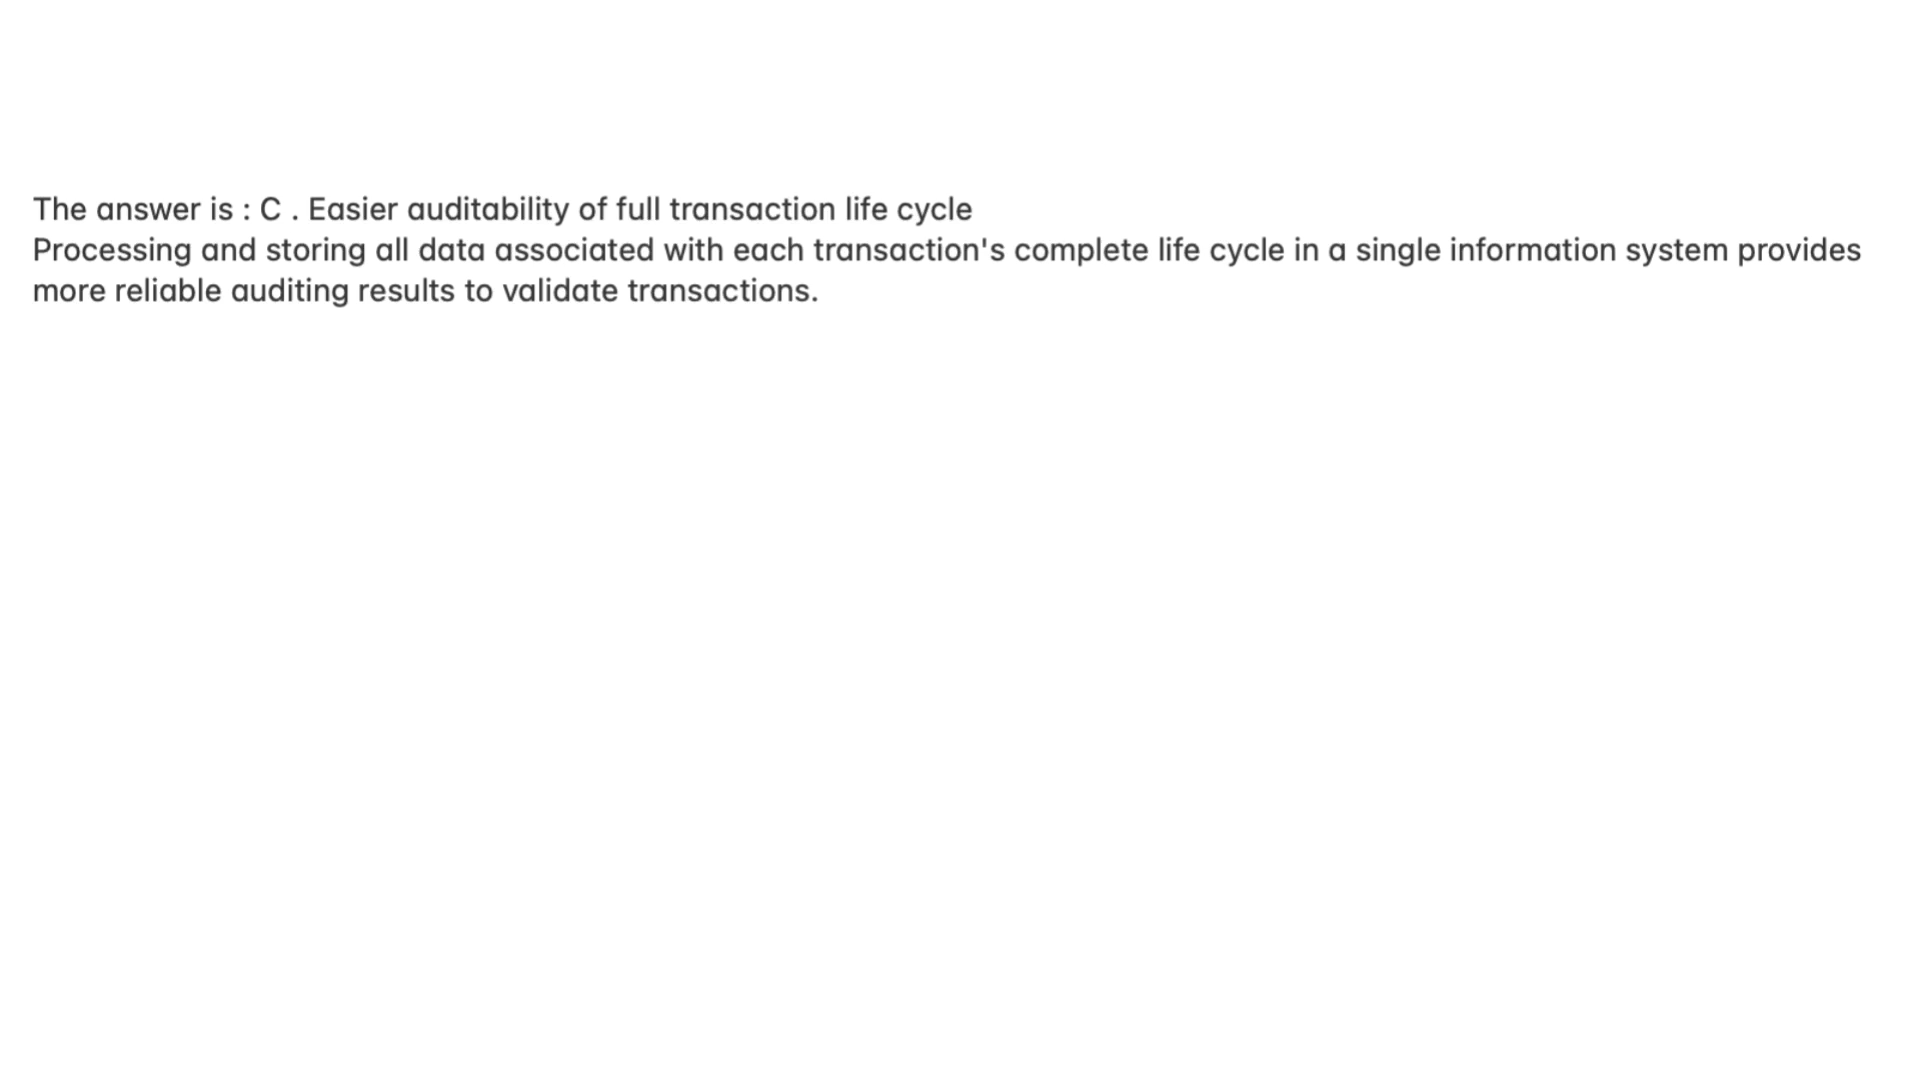 The answer is : C . Easier auditability of full transaction life cycle
Processing and storing all data associated with each transaction's complete life cycle in a single information system provides
more reliable auditing results to validate transactions.